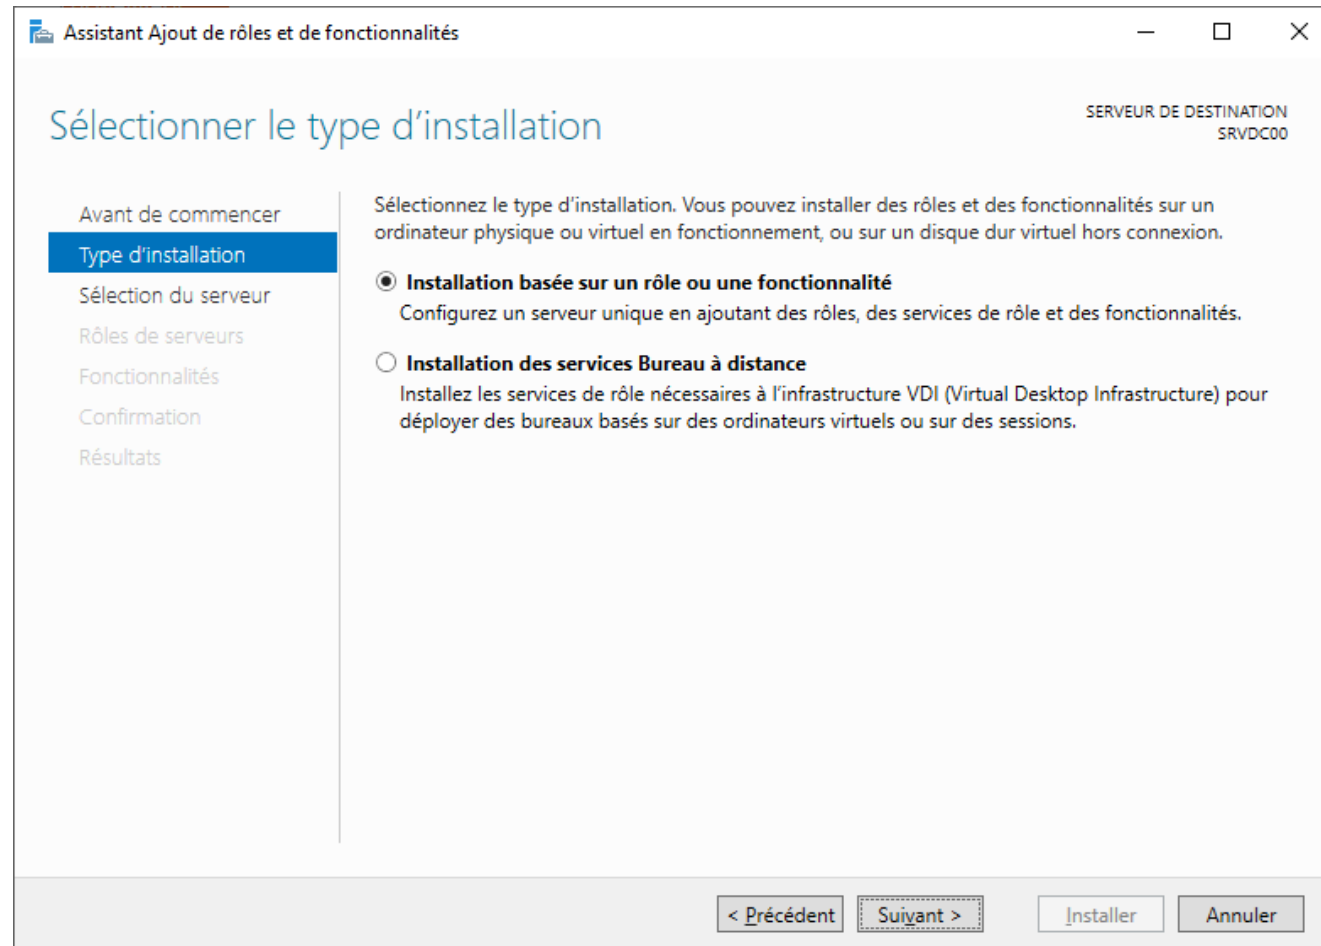 Assistant Ajout de rôles et de fonctionnalités
Sélectionner le type d’installation
SERVEUR DE DESTINATION
SRVDC00
Avant de commencer
Type d’installation
Sélection du serveur
Rôles de serveurs
Fonctionnalités
Confirmation
Résultats
Sélectionnez le type d’installation. Vous pouvez installer des rôles et des fonctionnalités sur un
ordinateur physique ou virtuel en fonctionnement, ou sur un disque dur virtuel hors connexion.
Installation basée sur un rôle ou une fonctionnalité
Configurez un serveur unique en ajoutant des rôles, des services de rôle et des fonctionnalités.
Installation des services Bureau à distance
Installez les services de rôle nécessaires à l’infrastructure VDI (Virtual Desktop Infrastructure) pour
déployer des bureaux basés sur des ordinateurs virtuels ou sur des sessions.
< Précédent
Suivant >
Installer
Annuler